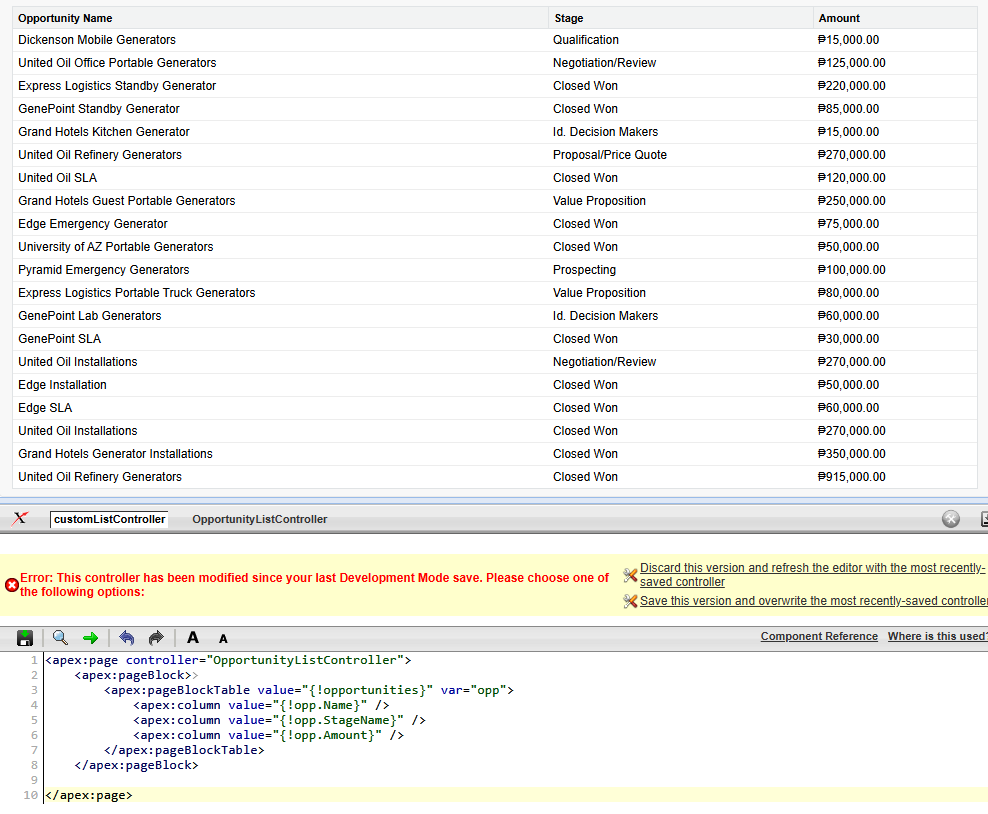 Opportunity Name Stage Amount
Dickenson Mobile Generators Qualification ₱15,000.00
United Oil Office Portable Generators Negotiation/Review ₱125,000.00
Express Logistics Standby Generator Closed Won ₱220,000.00
GenePoint Standby Generator Closed Won ₱85,000.00
Grand Hotels Kitchen Generator Id. Decision Makers ₱15,000.00
United Oil Refinery Generators Proposal/Price Quote ₱270,000.00
United Oil SLA Closed Won ₱120,000.00
Grand Hotels Guest Portable Generators Value Proposition ₱250,000.00
Edge Emergency Generator Closed Won ₱75,000.00
University of AZ Portable Generators Closed Won ₱50,000.00
Pyramid Emergency Generators Prospecting ₱100,000.00
Express Logistics Portable Truck Generators Value Proposition ₱80,000.00
GenePoint Lab Generators Id. Decision Makers ₱60,000.00
GenePoint SLA Closed Won ₱30,000.00
United Oil Installations Negotiation/Review ₱270,000.00
Edge Installation Closed Won ₱50,000.00
Edge SLA Closed Won ₱60,000.00
United Oil Installations Closed Won ₱270,000.00
Grand Hotels Generator Installations Closed Won ₱350,000.00
United Oil Refinery Generators Closed Won ₱915,000.00
customListController OpportunityListController
Error: This controller has been modified since your last Development Mode save. Please choose one of
the following options:
Discard this version and refresh the editor with the most recently-
saved controller
Save this version and overwrite the most recently-saved controller
A A Component Reference Where is this used?
1 <apex:page controller="OpportunityListController">
2 <apex:pageBlock>>
3 <apex:pageBlockTable value="{!opportunities}" var="opp">
4 <apex:column value="{!opp.Name}" />
5 <apex:column value="{!opp.StageName}" />
6 <apex:column value="{!opp.Amount}" />
7 </apex:pageBlockTable>
8 </apex:pageBlock>
9
10 </apex:page>